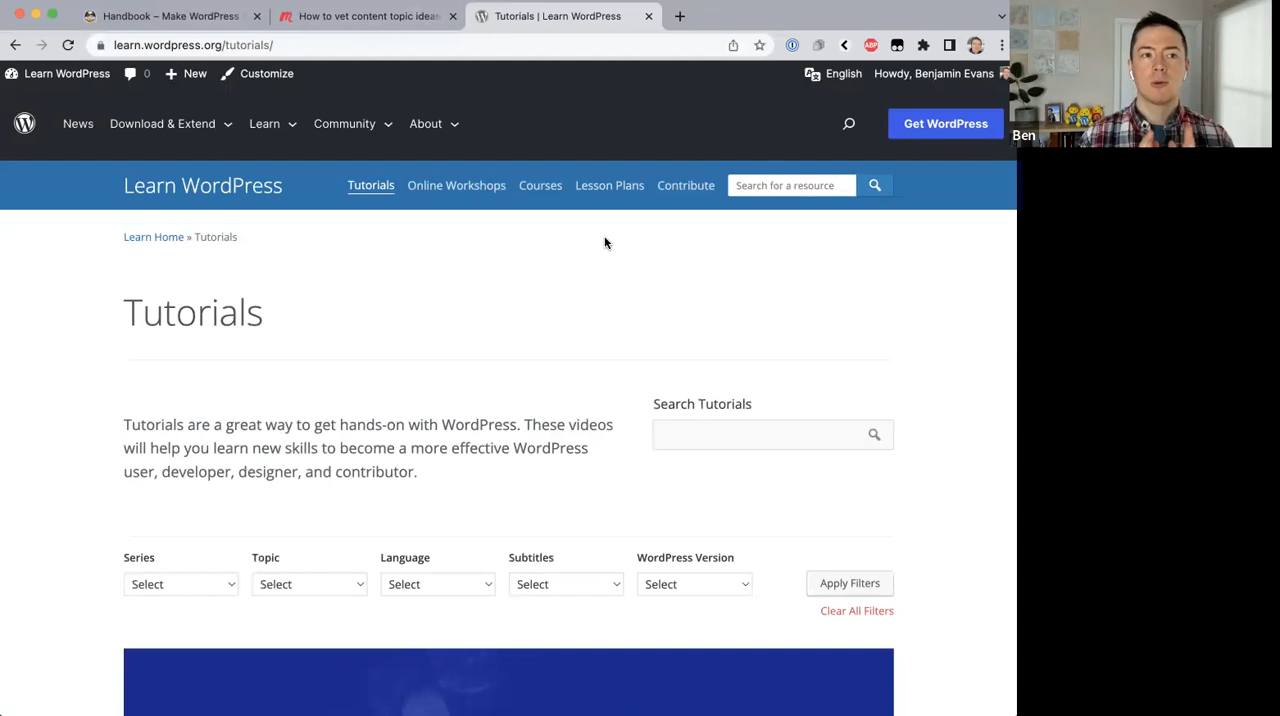 Handbook – Make WordPress
How to vet content topic ideas
Tutorials | Learn WordPress
learn.wordpress.org/tutorials/
ABP
Learn WordPress 0 New Customize English Howdy, Benjamin Evans
News Download & Extend Learn Community About Get WordPress
Ben
Learn WordPress Tutorials Online Workshops Courses Lesson Plans Contribute Search for a resource
Learn Home » Tutorials
Tutorials
Search Tutorials
Tutorials are a great way to get hands-on with WordPress. These videos
will help you learn new skills to become a more effective WordPress
user, developer, designer, and contributor.
Series Topic Language Subtitles WordPress Version
Select Select Select Select Select Apply Filters
Clear All Filters